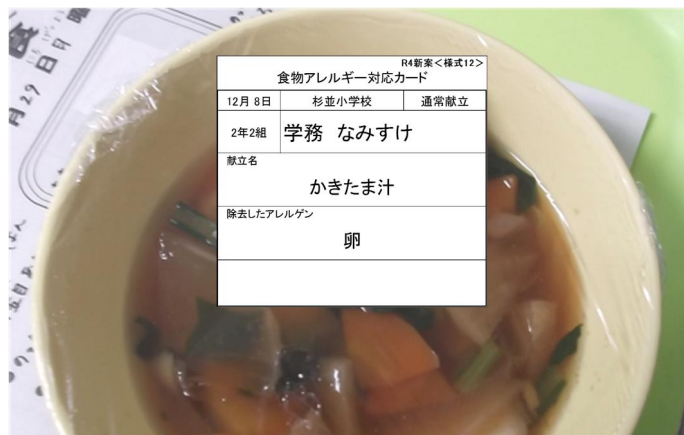 R4新案<様式12>
食物アレルギー対応カード
12月 8日 杉並小学校 通常献立
2年2組 学務 なみすけ
献立名
かきたま汁
除去したアレルゲン
卵
29日